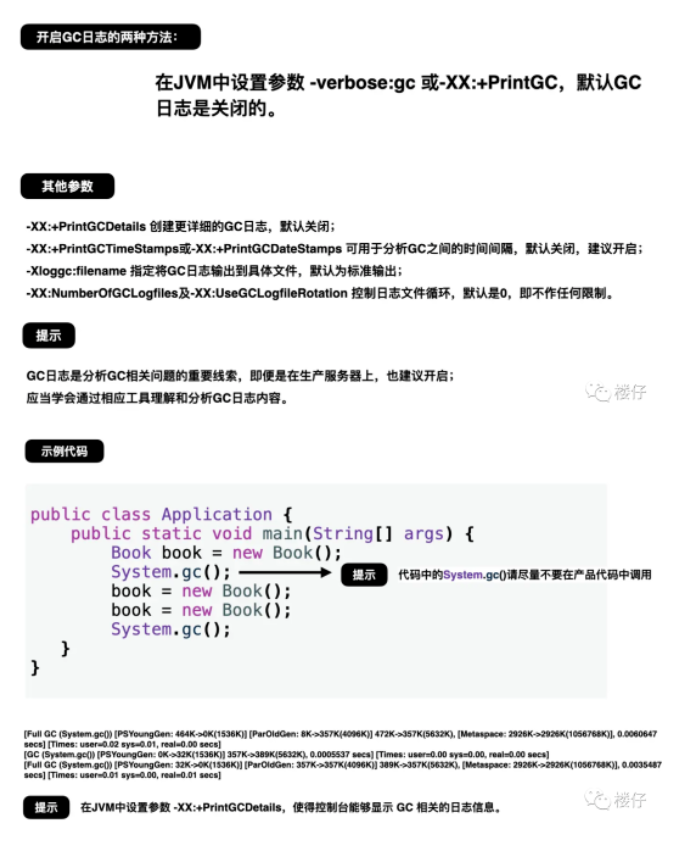 开启GC日志的两种方法：
在JVM中设置参数 -verbose:gc 或-XX:+PrintGC，默认GC
日志是关闭的。
其他参数
-XX:+PrintGCDetails 创建更详细的GC日志，默认关闭；
-XX:+PrintGCTimeStamps或-XX:+PrintGCDateStamps 可用于分析GC之间的时间间隔，默认关闭，建议开启；
-Xloggc:filename 指定将GC日志输出到具体文件，默认为标准输出；
-XX:NumberOfGCLogfiles及-XX:UseGCLogfileRotation 控制日志文件循环，默认是0，即不作任何限制。
提示
GC日志是分析GC相关问题的重要线索，即便是在生产服务器上，也建议开启；
应当学会通过相应工具理解和分析GC日志内容。
楼仔
示例代码
public class Application {
public static void main(String[] args) {
Book book = new Book();
System.gc(); 提示 代码中的System.gc()请尽量不要在产品代码中调用
book = new Book();
book = new Book();
System.gc();
}
}
[Full GC (System.gc()) [PSYoungGen: 464K->0K(1536K)] [ParOldGen: 8K->357K(4096K)] 472K->357K(5632K), [Metaspace: 2926K->2926K(1056768K)], 0.0060647
secs] [Times: user=0.02 sys=0.01, real=0.00 secs]
[GC (System.gc()) [PSYoungGen: 0K->32K(1536K)] 357K->389K(5632K), 0.0005537 secs] [Times: user=0.00 sys=0.00, real=0.00 secs]
[Full GC (System.gc()) [PSYoungGen: 32K->0K(1536K)] [ParOldGen: 357K->357K(4096K)] 389K->357K(5632K), [Metaspace: 2926K->2926K(1056768K)], 0.0035487
secs] [Times: user=0.01 sys=0.00, real=0.01 secs]
提示 在JVM中设置参数 -XX:+PrintGCDetails，使得控制台能够显示 GC 相关的日志信息。
楼仔